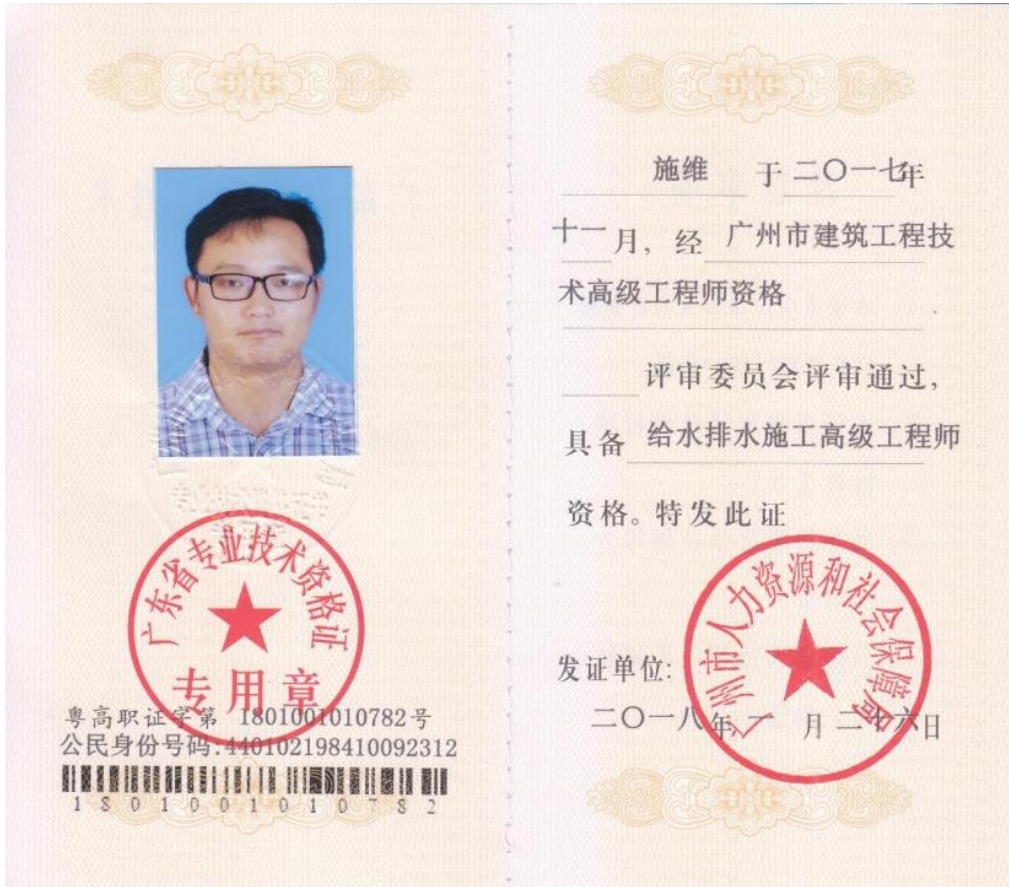 广东省专业技术资格证
专用章
粤高职证字第 1801001010782号
公民身份号码:440102198410092312
1801001010782
施维 于 二〇一七年
十一月, 经 广州市建筑工程技
术高级工程师资格
评审委员会评审通过,
具备 给水排水施工高级工程师
资格。特发此证
广州市人力资源和社会保障局
发证单位:
二〇一八年 一 月 二十六日